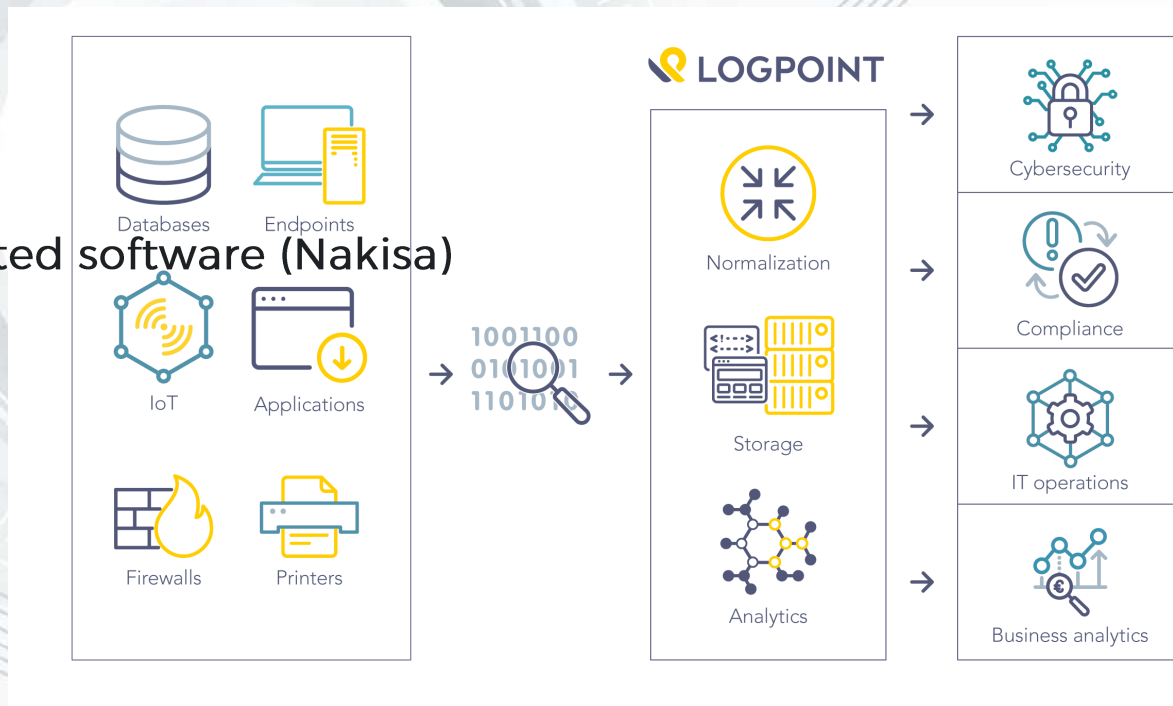 LOGPOINT
Databases
Endpoints
ted software (Nakisa)
IoT
Applications
Firewalls
Printers
1001100
0101001
1101010
Normalization
Storage
Analytics
Cybersecurity
Compliance
IT operations
Business analytics